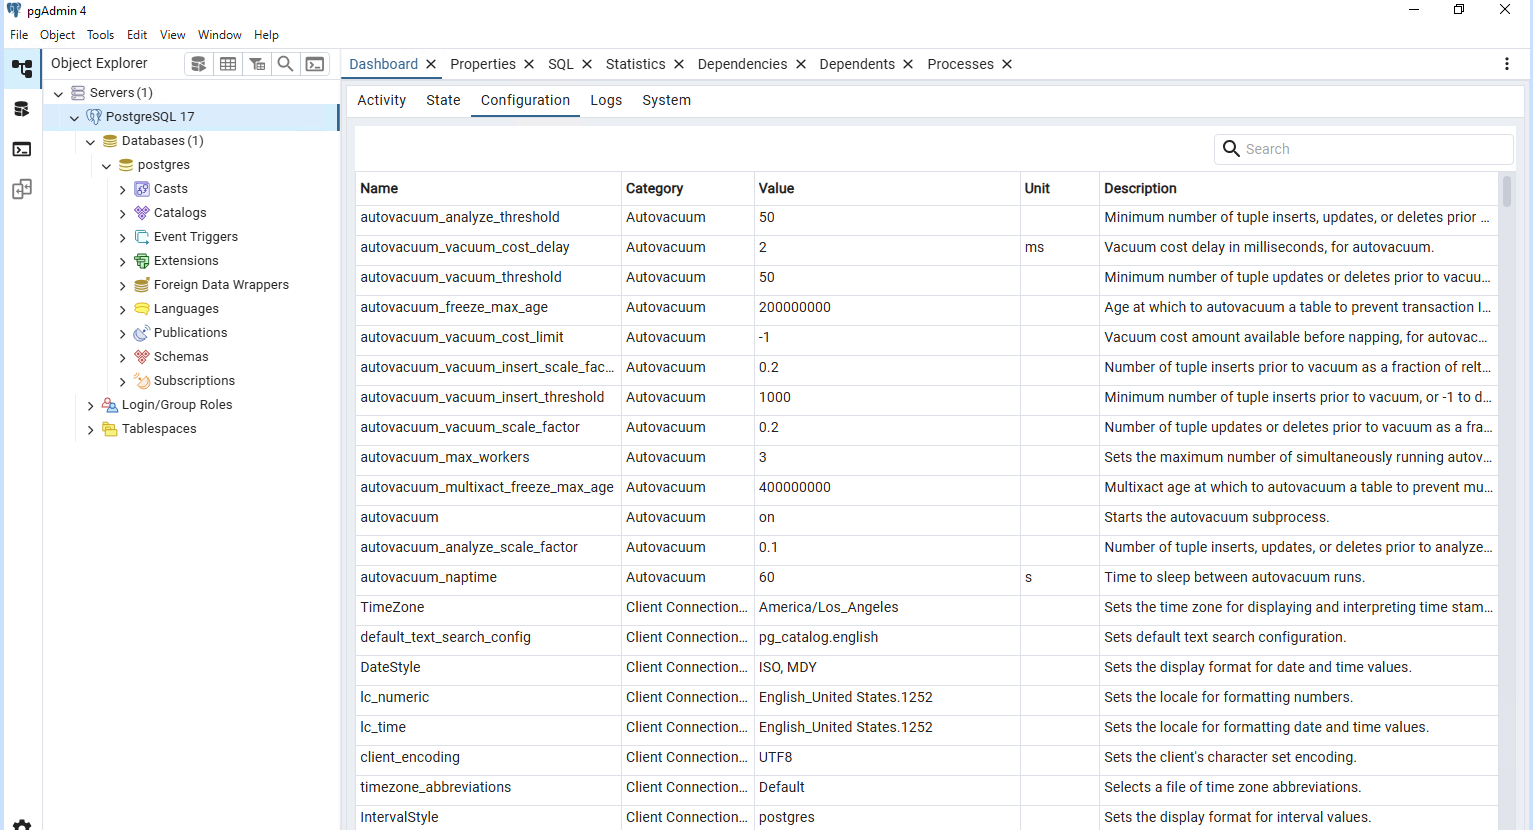 pgAdmin 4
File Object Tools Edit View Window Help
Object Explorer
Dashboard Properties SQL Statistics Dependencies Dependents Processes
Servers (1)
PostgreSQL 17
Databases (1)
postgres
Casts
Catalogs
Event Triggers
Extensions
Foreign Data Wrappers
Languages
Publications
Schemas
Subscriptions
Login/Group Roles
Tablespaces
Activity State Configuration Logs System
Search
Name Category Value Unit Description
autovacuum_analyze_threshold Autovacuum 50 Minimum number of tuple inserts, updates, or deletes prior ...
autovacuum_vacuum_cost_delay Autovacuum 2 ms Vacuum cost delay in milliseconds, for autovacuum.
autovacuum_vacuum_threshold Autovacuum 50 Minimum number of tuple updates or deletes prior to vacuu...
autovacuum_freeze_max_age Autovacuum 200000000 Age at which to autovacuum a table to prevent transaction I...
autovacuum_vacuum_cost_limit Autovacuum -1 Vacuum cost amount available before napping, for autovac...
autovacuum_vacuum_insert_scale_fac... Autovacuum 0.2 Number of tuple inserts prior to vacuum as a fraction of relt...
autovacuum_vacuum_insert_threshold Autovacuum 1000 Minimum number of tuple inserts prior to vacuum, or -1 to d...
autovacuum_vacuum_scale_factor Autovacuum 0.2 Number of tuple updates or deletes prior to vacuum as a fra...
autovacuum_max_workers Autovacuum 3 Sets the maximum number of simultaneously running autov...
autovacuum_multixact_freeze_max_age Autovacuum 400000000 Multixact age at which to autovacuum a table to prevent mu...
autovacuum Autovacuum on Starts the autovacuum subprocess.
autovacuum_analyze_scale_factor Autovacuum 0.1 Number of tuple inserts, updates, or deletes prior to analyze...
autovacuum_naptime Autovacuum 60 s Time to sleep between autovacuum runs.
TimeZone Client Connection... America/Los_Angeles Sets the time zone for displaying and interpreting time stam...
default_text_search_config Client Connection... pg_catalog.english Sets default text search configuration.
DateStyle Client Connection... ISO, MDY Sets the display format for date and time values.
lc_numeric Client Connection... English_United States.1252 Sets the locale for formatting numbers.
lc_time Client Connection... English_United States.1252 Sets the locale for formatting date and time values.
client_encoding Client Connection... UTF8 Sets the client's character set encoding.
timezone_abbreviations Client Connection... Default Selects a file of time zone abbreviations.
IntervalStyle Client Connection... postgres Sets the display format for interval values.